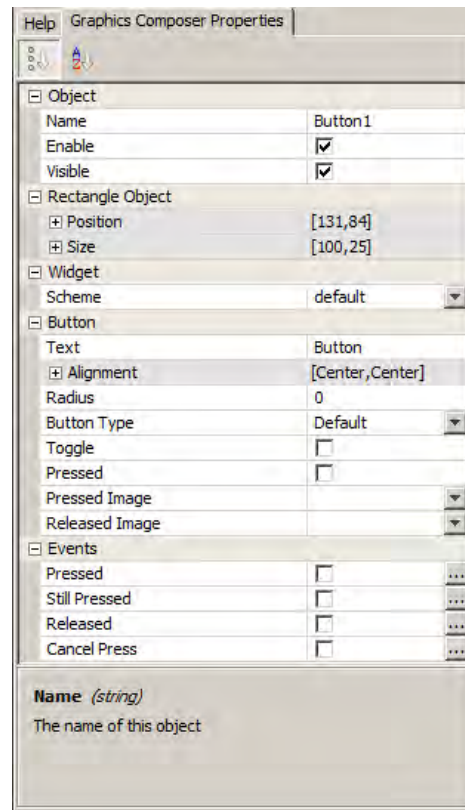 Help Graphics Composer Properties
Object
Name Button1
Enable
Visible
Rectangle Object
Position [131,84]
Size [100,25]
Widget
Scheme default
Button
Text Button
Alignment [Center,Center]
Radius 0
Button Type Default
Toggle
Pressed
Pressed Image
Released Image
Events
Pressed ...
Still Pressed ...
Released ...
Cancel Press ...
Name (string)
The name of this object